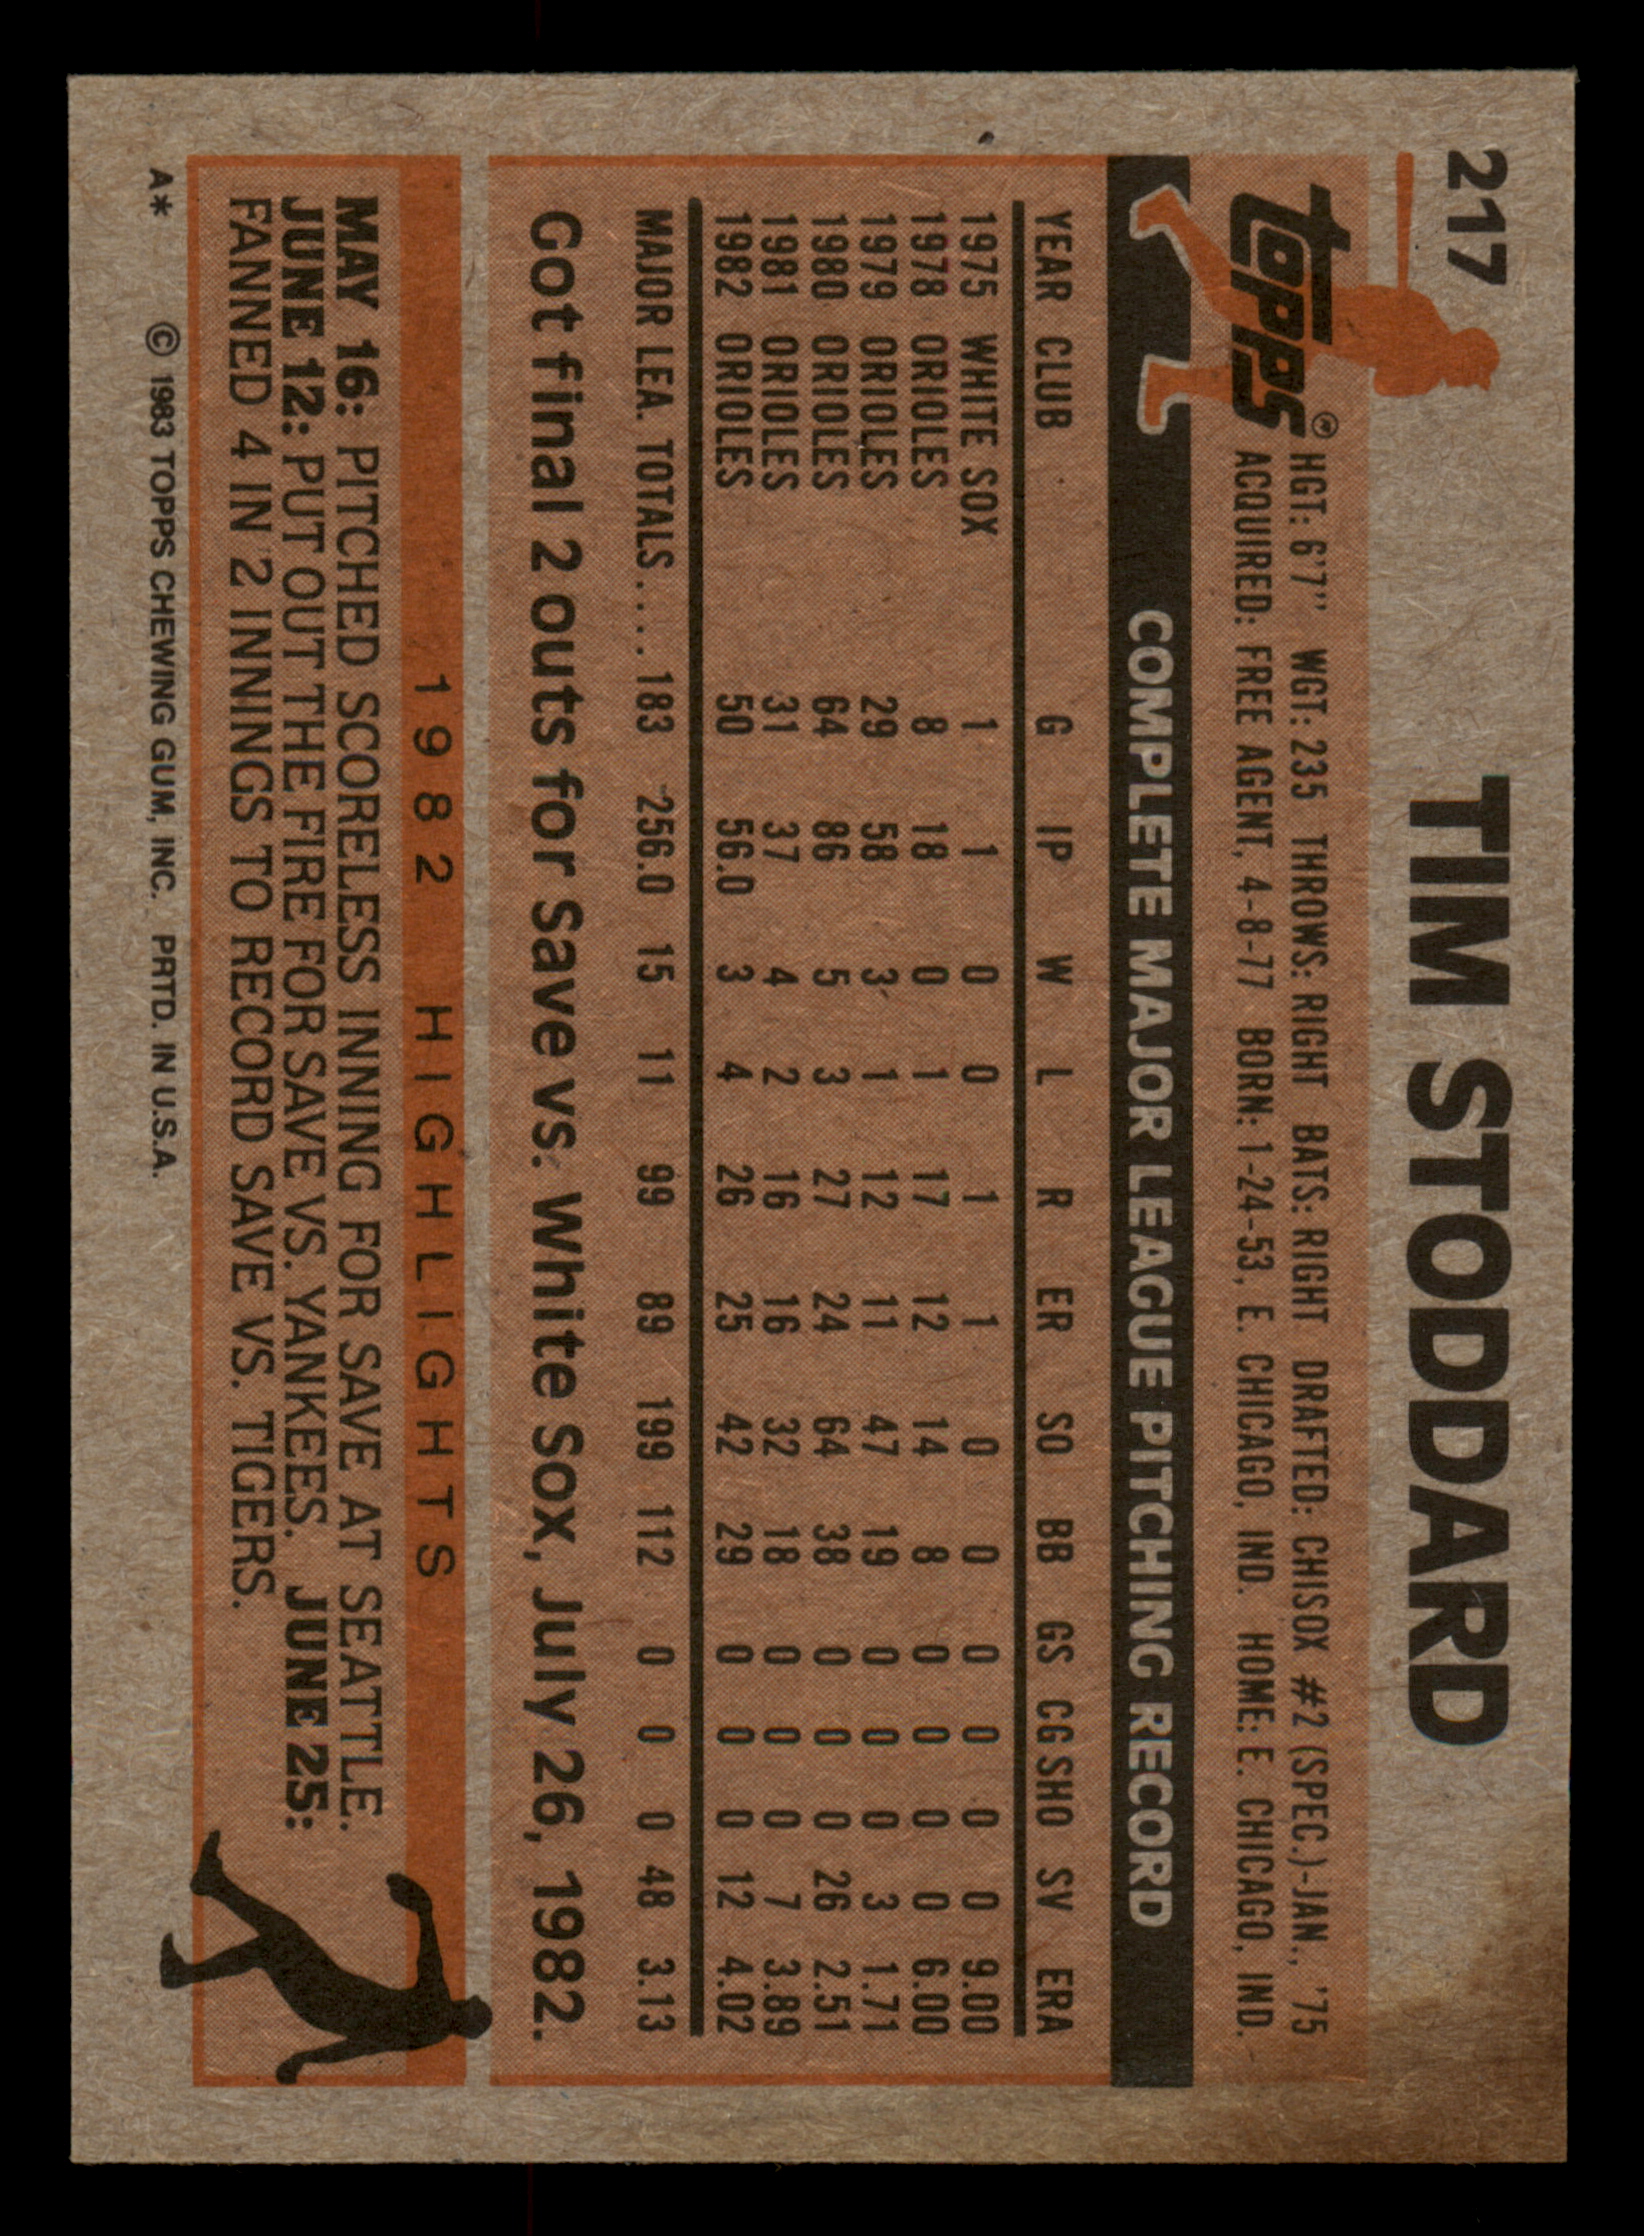 217
TIM STODDARD
topps®
HGT: 6'7" WGT: 235 THROWS: RIGHT BATS: RIGHT DRAFTED: CHISOX #2 (SPEC.)-JAN., '75
ACQUIRED: FREE AGENT, 4-8-77 BORN: 1-24-53, E. CHICAGO, IND. HOME: E. CHICAGO, IND.
COMPLETE MAJOR LEAGUE PITCHING RECORD
YEAR CLUB G IP W L R ER SO BB GS CG SHO SV ERA
1975 WHITE SOX 1 1 0 0 1 1 0 0 0 0 0 0 9.00
1978 ORIOLES 8 18 0 1 17 12 14 8 0 0 0 0 6.00
1979 ORIOLES 29 58 3 1 12 11 47 19 0 0 0 3 1.71
1980 ORIOLES 64 86 5 3 27 24 64 38 0 0 0 26 2.51
1981 ORIOLES 31 37 4 2 16 16 32 18 0 0 0 7 3.89
1982 ORIOLES 50 56.0 3 4 26 25 42 29 0 0 0 12 4.02
MAJOR LEA. TOTALS.... 183 256.0 15 11 99 89 199 112 0 0 0 48 3.13
Got final 2 outs for Save vs. White Sox, July 26, 1982.
1982 HIGHLIGHTS
MAY 16: PITCHED SCORELESS INNING FOR SAVE AT SEATTLE.
JUNE 12: PUT OUT THE FIRE FOR SAVE VS. YANKEES. JUNE 25:
FANNED 4 IN 2 INNINGS TO RECORD SAVE VS. TIGERS.
A* © 1983 TOPPS CHEWING GUM, INC. PRTD. IN U.S.A.